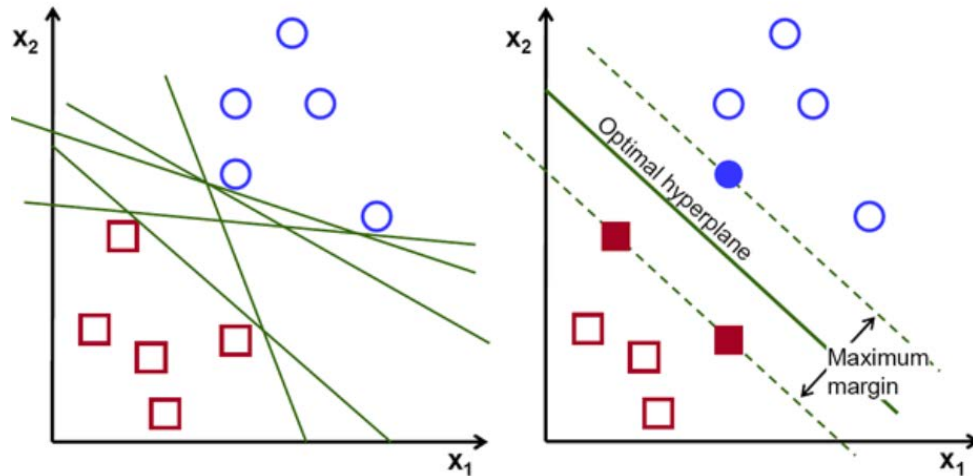 x₂
x₁
x₂
Optimal hyperplane
Maximum
margin
x₁